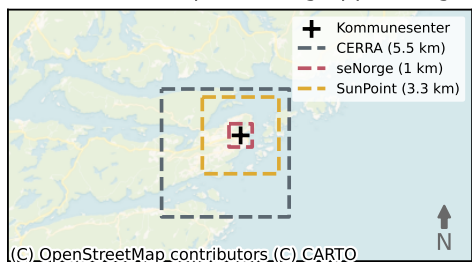 Kommunesenter
CERRA (5.5 km)
seNorge (1 km)
SunPoint (3.3 km)
N
(C) OpenStreetMap contributors (C) CARTO